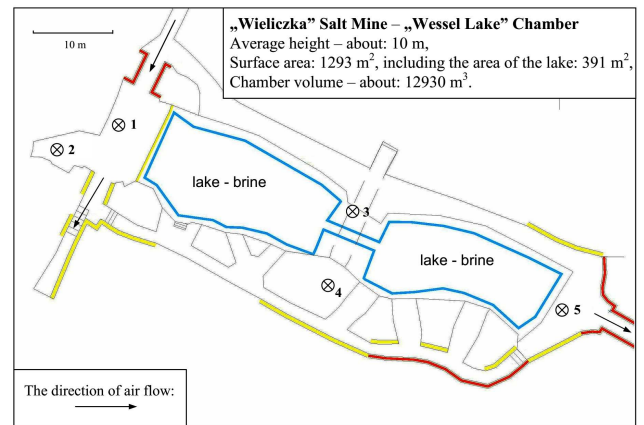 „Wieliczka” Salt Mine – „Wessel Lake” Chamber
Average height – about: 10 m,
Surface area: 1293 m², including the area of the lake: 391 m²,
Chamber volume – about: 12930 m³.
10 m
1
2
lake - brine
3
lake - brine
4
5
The direction of air flow: